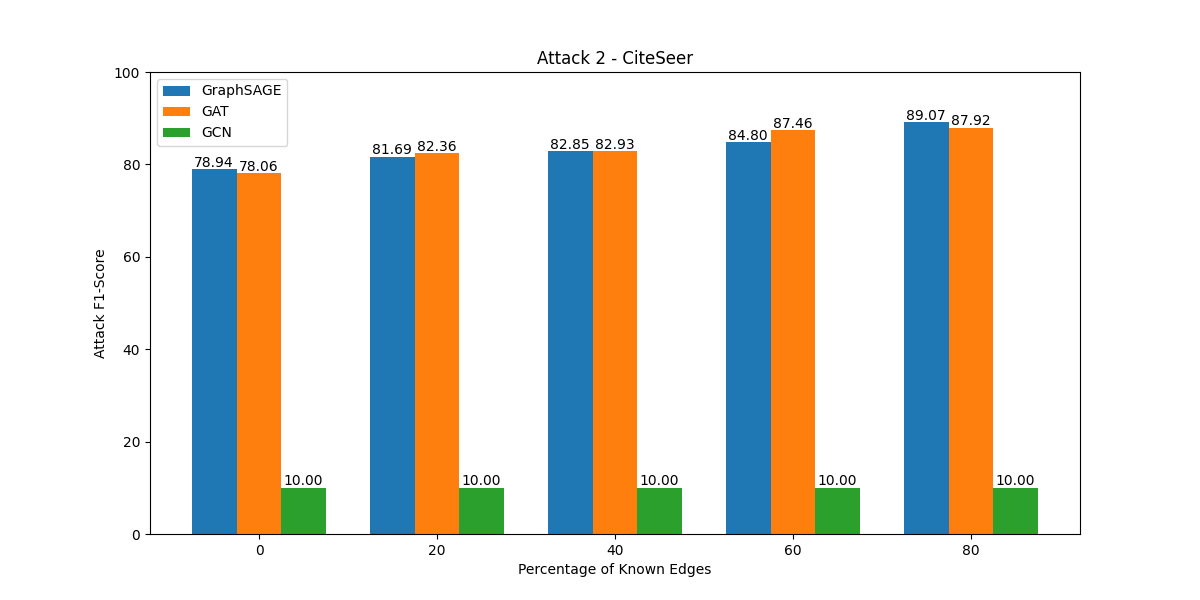 Attack 2 - CiteSeer
100
80
60
40
20
0
Attack F1-Score
GraphSAGE
GAT
GCN
78.94 78.06 10.00
81.69 82.36 10.00
82.85 82.93 10.00
84.80 87.46 10.00
89.07 87.92 10.00
0 20 40 60 80
Percentage of Known Edges